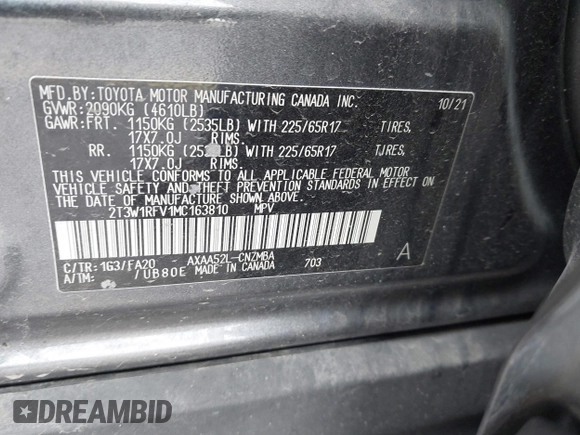 MFD. BY: TOYOTA MOTOR MANUFACTURING CANADA INC. 10/21
GVWR: 2090KG (4610LB)
GAWR: FRT. 1150KG (2535LB) WITH 225/65R17 TIRES,
17X7.0J RIMS.
RR. 1150KG LB) WITH 225/65R17 TIRES,
17X7.0J RIMS.
THIS VEHICLE CONFORMS TO ALL APPLICABLE FEDERAL MOTOR
VEHICLE SAFETY AND THEFT PREVENTION STANDARDS IN EFFECT ON
THE DATE OF MANUFACTURE SHOWN ABOVE.
2T3W1RFV1MC163810 MPV
C/TR: 1G3/FA20 AXAA52L-CNZMBA A
A/TM: /UB80E MADE IN CANADA 703
DREAMBID